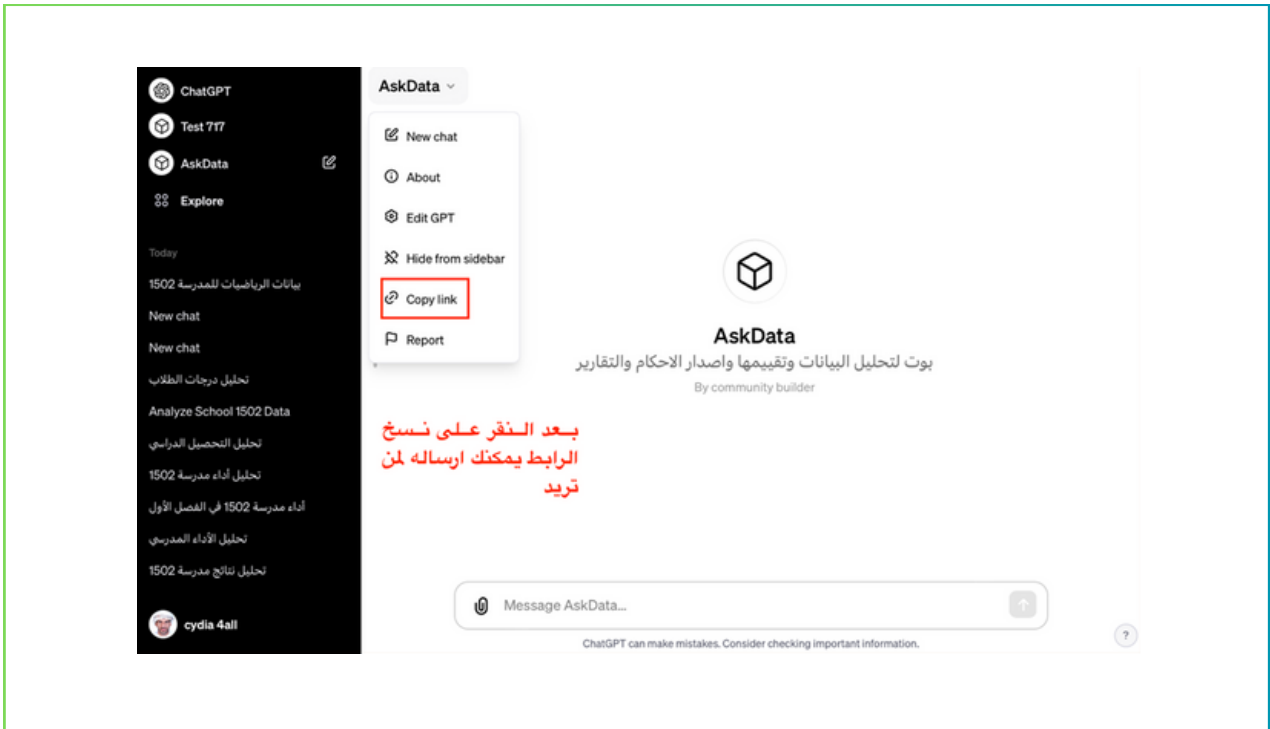 ChatGPT
Test 717
AskData
Explore
Today
بيانات الرياضيات للمدرسة 1502
New chat
New chat
تحليل درجات الطلاب
Analyze School 1502 Data
تحليل التحصيل الدراسي
تحليل أداء مدرسة 1502
أداء مدرسة 1502 في الفصل الأول
تحليل الأداء المدرسي
تحليل نتائج مدرسة 1502
cydia 4all
AskData
New chat
About
Edit GPT
Hide from sidebar
Copy link
Report
AskData
بوت لتحليل البيانات وتقييمها واصدار الاحكام والتقارير
By community builder
بعد النقر على نسخ
الرابط يمكنك ارساله لمن
تريد
Message AskData...
ChatGPT can make mistakes. Consider checking important information.
?